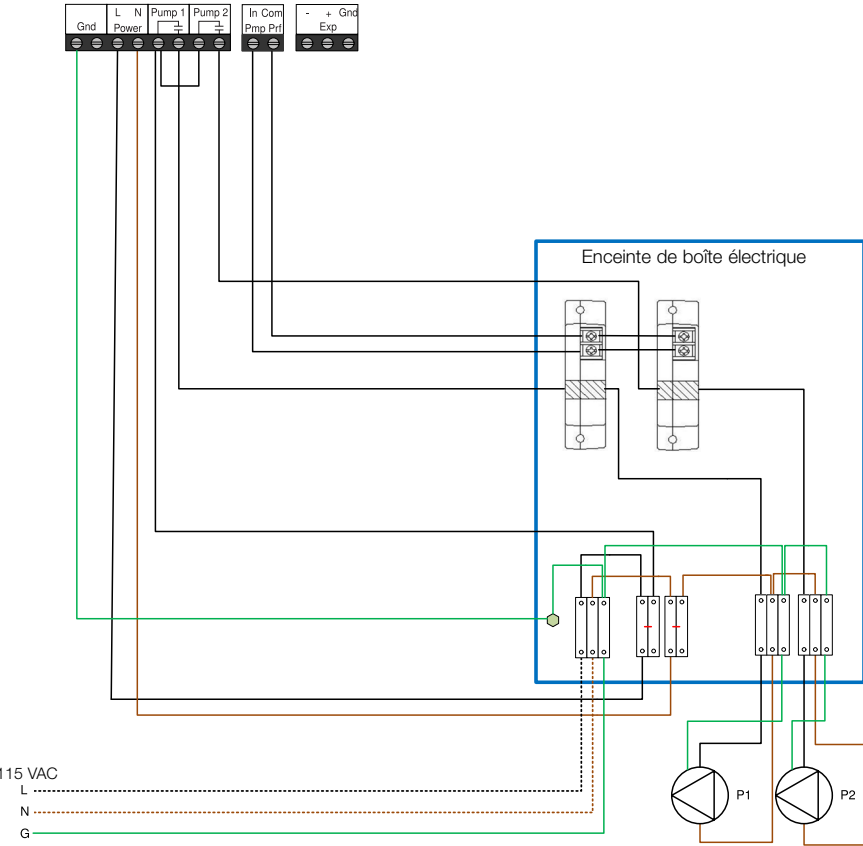 L N Pump 1 Pump 2
Gnd Power
In Com
Pmp Prf
- + Gnd
Exp
Enceinte de boîte électrique
115 VAC
L
N
G
P1
P2